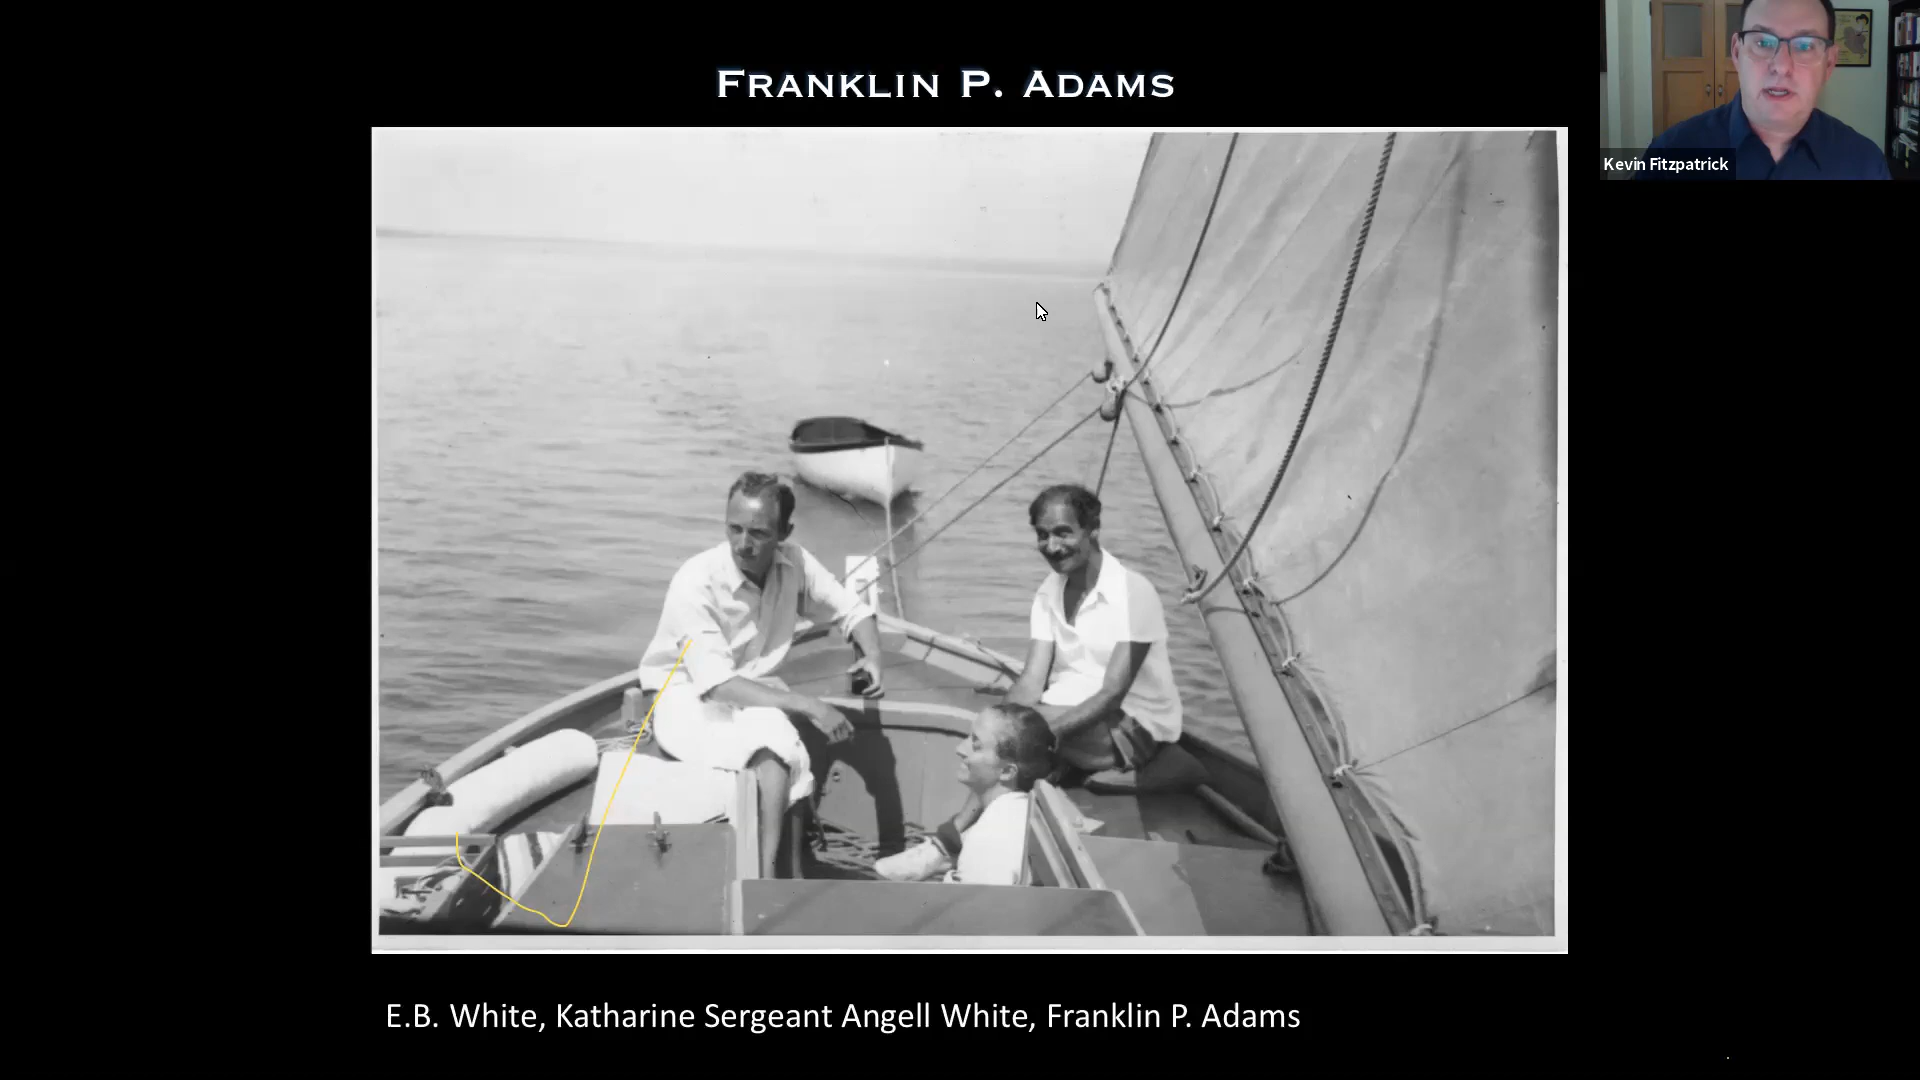 Franklin P. Adams
Kevin Fitzpatrick
E.B. White, Katharine Sergeant Angell White, Franklin P. Adams